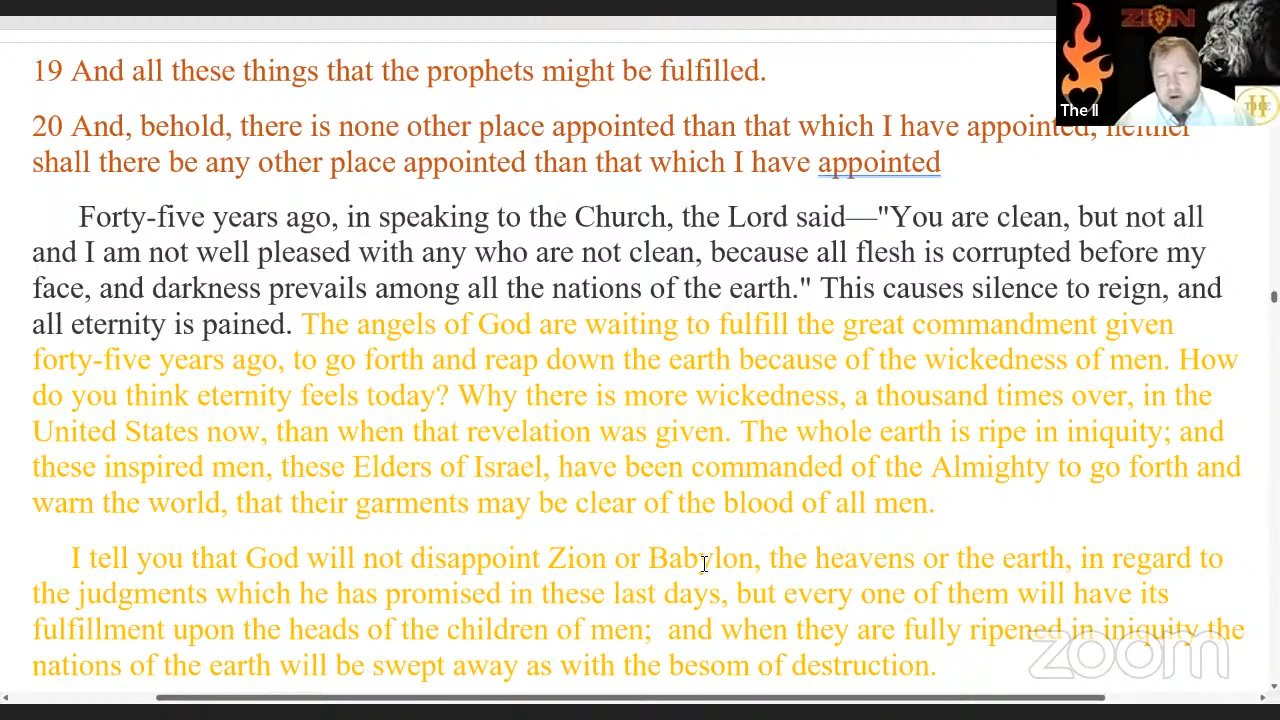 19 And all these things that the prophets might be fulfilled.
20 And, behold, there is none other place appointed than that which I have appointed, neither
shall there be any other place appointed than that which I have appointed
Forty-five years ago, in speaking to the Church, the Lord said—"You are clean, but not all
and I am not well pleased with any who are not clean, because all flesh is corrupted before my
face, and darkness prevails among all the nations of the earth." This causes silence to reign, and
all eternity is pained. The angels of God are waiting to fulfill the great commandment given
forty-five years ago, to go forth and reap down the earth because of the wickedness of men. How
do you think eternity feels today? Why there is more wickedness, a thousand times over, in the
United States now, than when that revelation was given. The whole earth is ripe in iniquity; and
these inspired men, these Elders of Israel, have been commanded of the Almighty to go forth and
warn the world, that their garments may be clear of the blood of all men.
I tell you that God will not disappoint Zion or Babylon, the heavens or the earth, in regard to
the judgments which he has promised in these last days, but every one of them will have its
fulfillment upon the heads of the children of men;  and when they are fully ripened in iniquity the
nations of the earth will be swept away as with the besom of destruction.
ZION
The II
THE
zoom